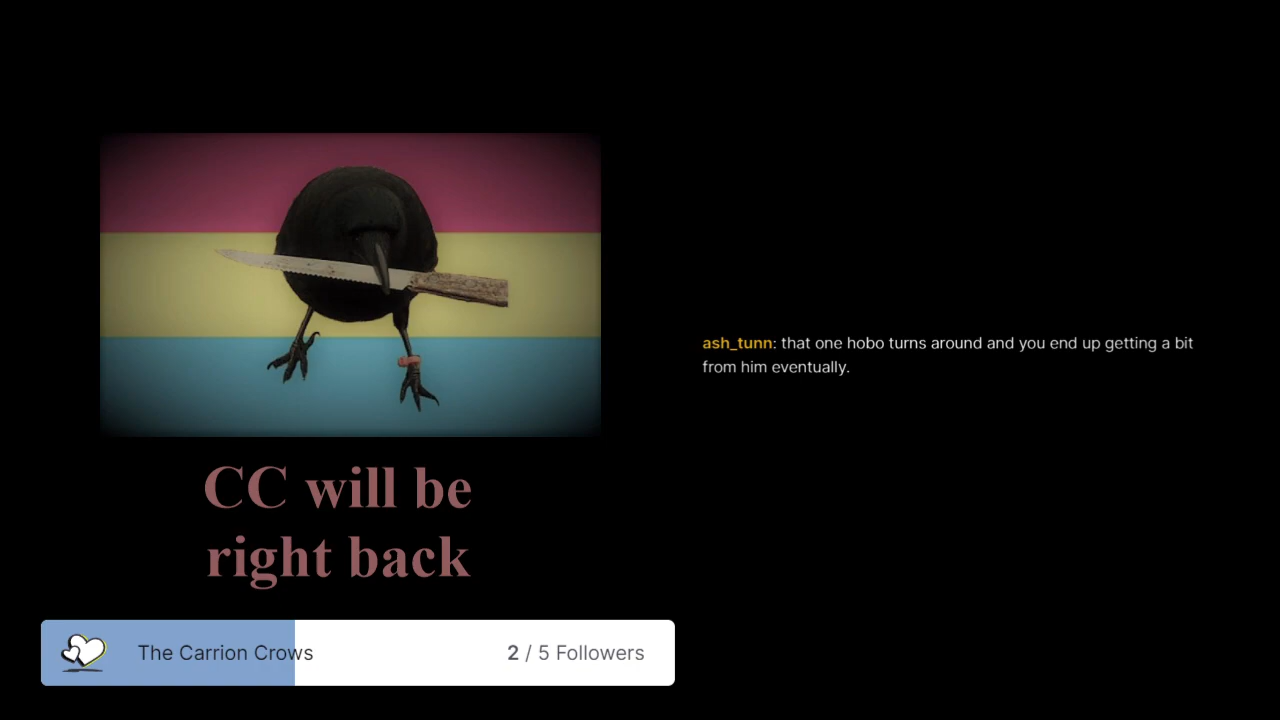 ash_tunn: that one hobo turns around and you end up getting a bit
from him eventually.
CC will be
right back
The Carrion Crows 2 / 5 Followers